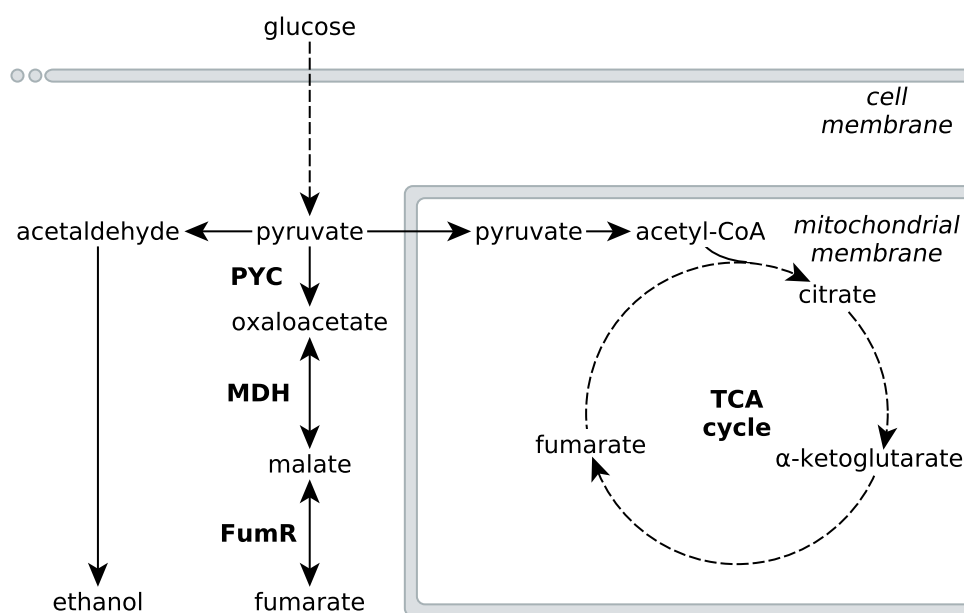 glucose
cell
membrane
acetaldehyde
pyruvate
pyruvate
acetyl-CoA
mitochondrial
membrane
PYC
citrate
oxaloacetate
MDH
TCA
cycle
fumarate
α-ketoglutarate
malate
FumR
ethanol
fumarate